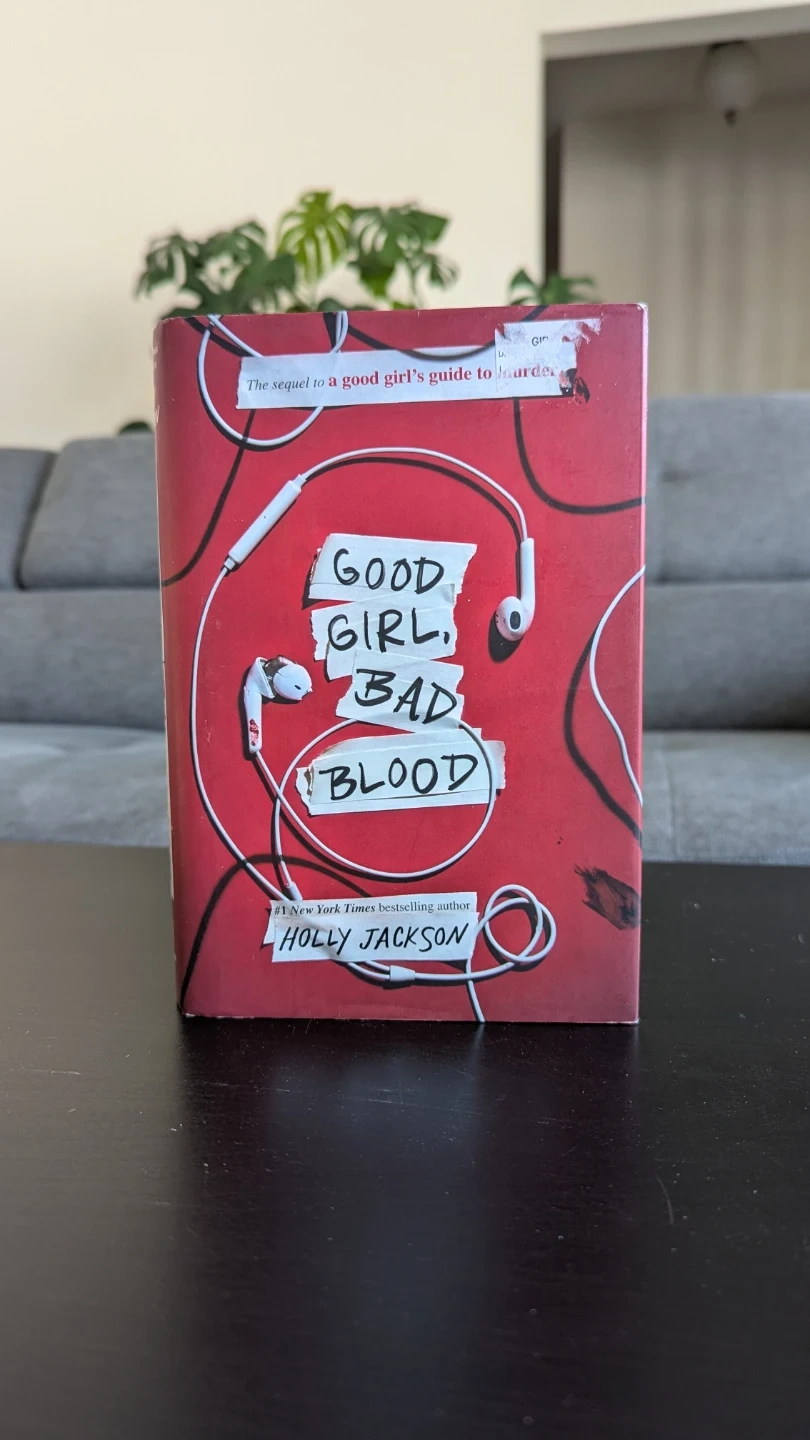 The sequel to a good girl's guide to murder
GOOD
GIRL,
BAD
BLOOD
#1 New York Times bestselling author
HOLLY JACKSON